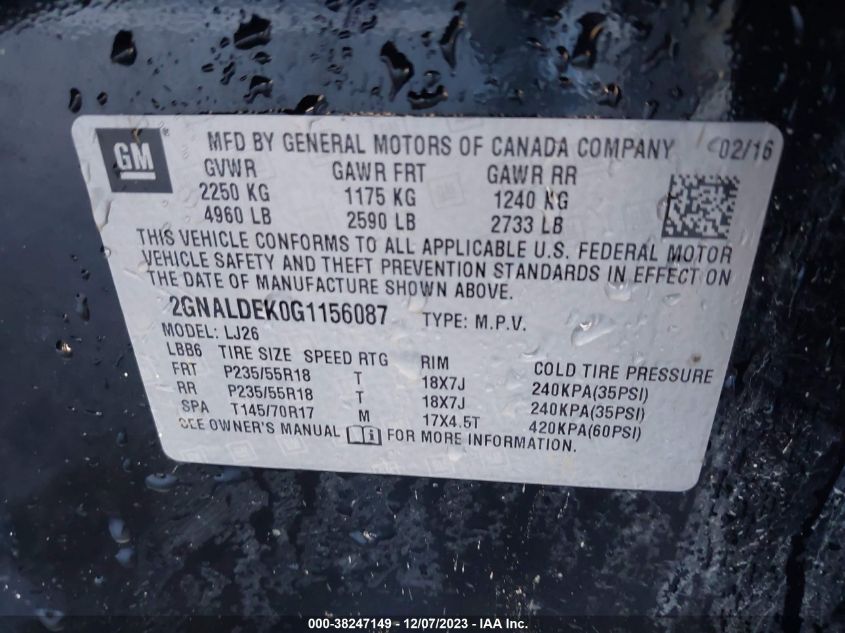 GM ® MFD BY GENERAL MOTORS OF CANADA COMPANY 02/16
GVWR GAWR FRT GAWR RR
2250 KG 1175 KG 1240 KG
4960 LB 2590 LB 2733 LB
THIS VEHICLE CONFORMS TO ALL APPLICABLE U.S. FEDERAL MOTOR
VEHICLE SAFETY AND THEFT PREVENTION STANDARDS IN EFFECT ON
THE DATE OF MANUFACTURE SHOWN ABOVE.
2GNALDEK0G1156087 TYPE: M.P.V.
MODEL: LJ26
LBB6 TIRE SIZE SPEED RTG RIM COLD TIRE PRESSURE
FRT P235/55R18 T 18X7J 240KPA(35PSI)
RR P235/55R18 T 18X7J 240KPA(35PSI)
SPA T145/70R17 M 17X4.5T 420KPA(60PSI)
SEE OWNER'S MANUAL FOR MORE INFORMATION.
000-38247149 - 12/07/2023 - IAA Inc.